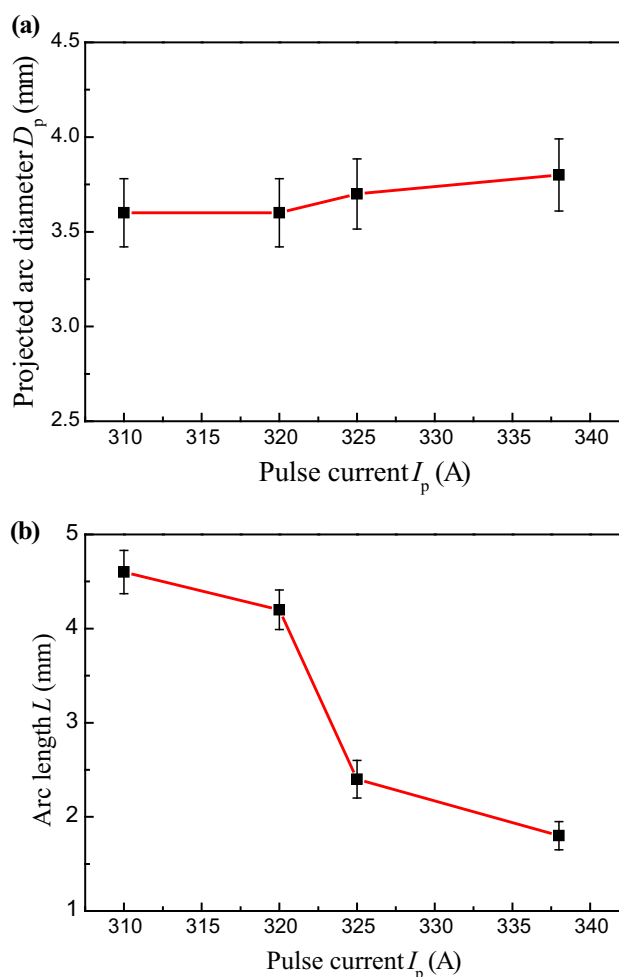 (a)
4.5
4.0
3.5
3.0
2.5
Projected arc diameter Dp (mm)
310 315 320 325 330 335 340
Pulse current Ip (A)
(b)
5
4
3
2
1
Arc length L (mm)
310 315 320 325 330 335 340
Pulse current Ip (A)